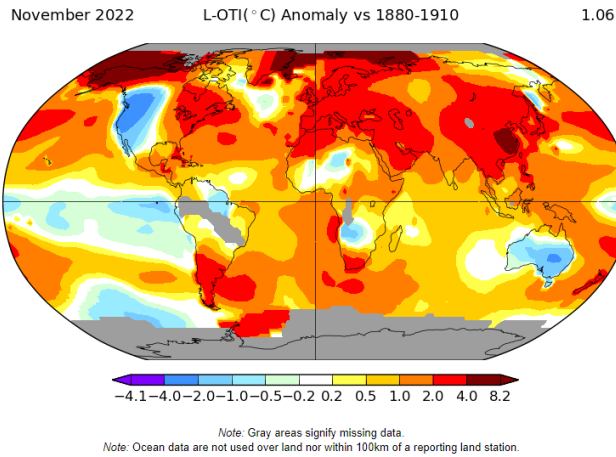 November 2022 L-OTI(°C) Anomaly vs 1880-1910 1.06
−4.1 −4.0 −2.0 −1.0 −0.5 −0.2 0.2 0.5 1.0 2.0 4.0 8.2
Note: Gray areas signify missing data.
Note: Ocean data are not used over land nor within 100km of a reporting land station.